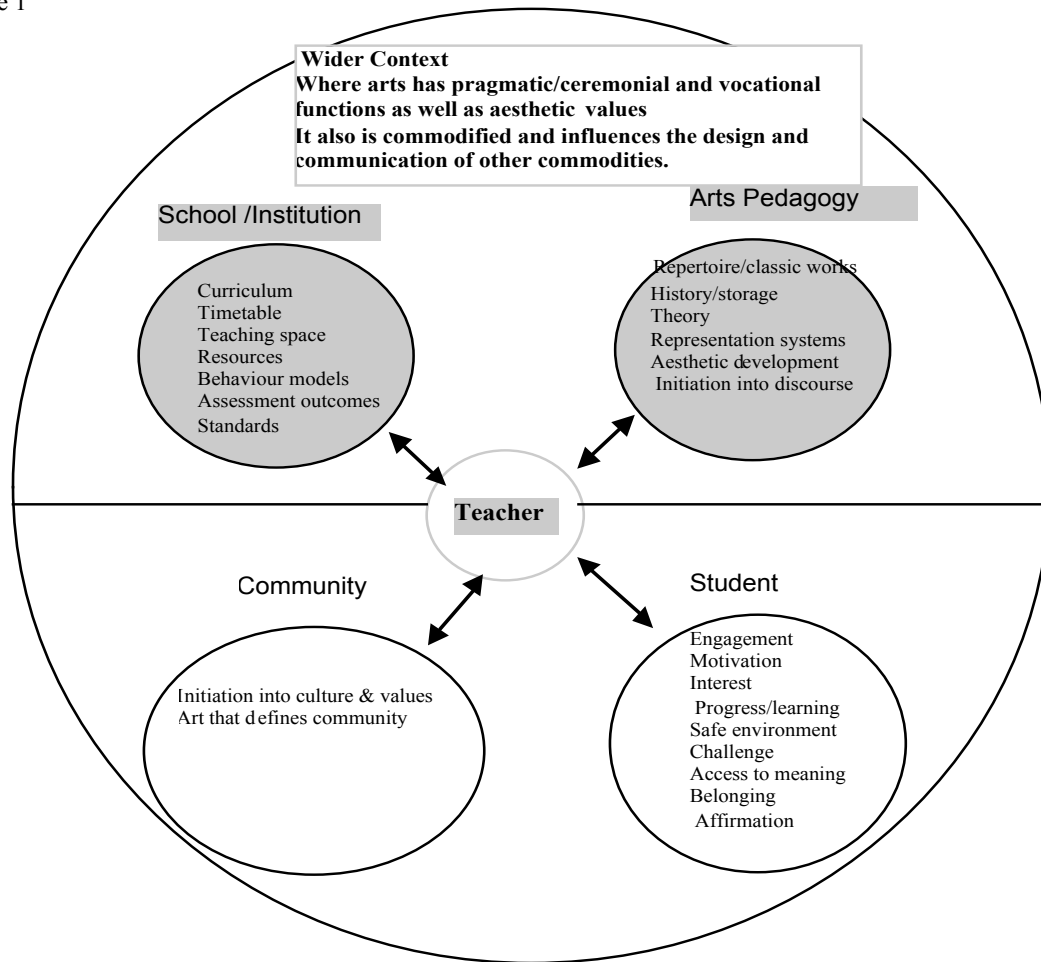 e 1
Wider Context
Where arts has pragmatic/ceremonial and vocational
functions as well as aesthetic values
It also is commodified and influences the design and
communication of other commodities.
School /Institution
Curriculum
Timetable
Teaching space
Resources
Behaviour models
Assessment outcomes
Standards
Arts Pedagogy
Repertoire/classic works
History/storage
Theory
Representation systems
Aesthetic development
Initiation into discourse
Teacher
Community
Initiation into culture & values
Art that defines community
Student
Engagement
Motivation
Interest
Progress/learning
Safe environment
Challenge
Access to meaning
Belonging
Affirmation